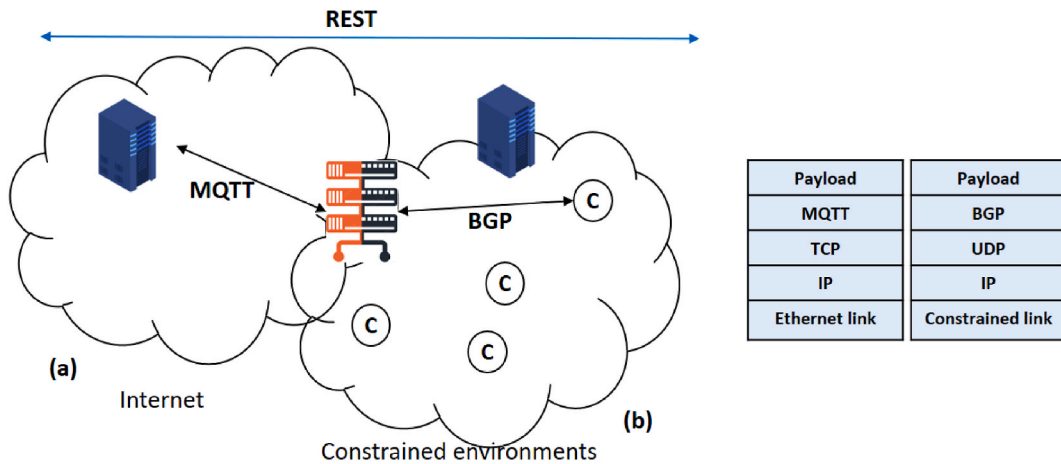 REST
MQTT
BGP
C
C
C
C
(a)
Internet
(b)
Constrained environments
Payload Payload
MQTT BGP
TCP UDP
IP IP
Ethernet link Constrained link